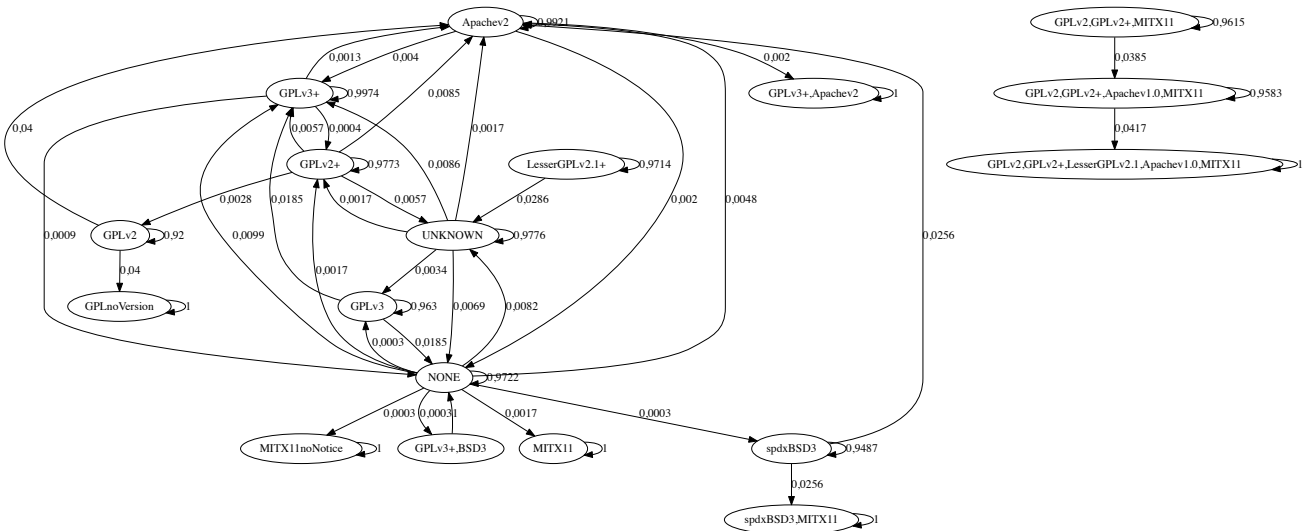 Apachev2
0,9921
GPLv2,GPLv2+,MITX11
0,9615
0,0013
0,004
0,002
0,0385
GPLv3+
0,9974
GPLv3+,Apachev2
1
GPLv2,GPLv2+,Apachev1.0,MITX11
0,9583
0,0085
0,04
0,0057
0,0004
0,0017
0,0417
GPLv2+
0,9773
0,0086
LesserGPLv2.1+
0,9714
GPLv2,GPLv2+,LesserGPLv2.1,Apachev1.0,MITX11
1
0,0028
0,0185
0,0017
0,0057
0,0286
0,002
0,0048
GPLv2
0,92
0,0009
0,0099
UNKNOWN
0,9776
0,0256
0,04
0,0017
0,0034
GPLnoVersion
1
GPLv3
0,963
0,0069
0,0082
0,0003
0,0185
NONE
0,9722
0,0003
0,0003
1
0,0017
0,0003
MITX11noNotice
1
GPLv3+,BSD3
MITX11
1
spdxBSD3
0,9487
0,0256
spdxBSD3,MITX11
1